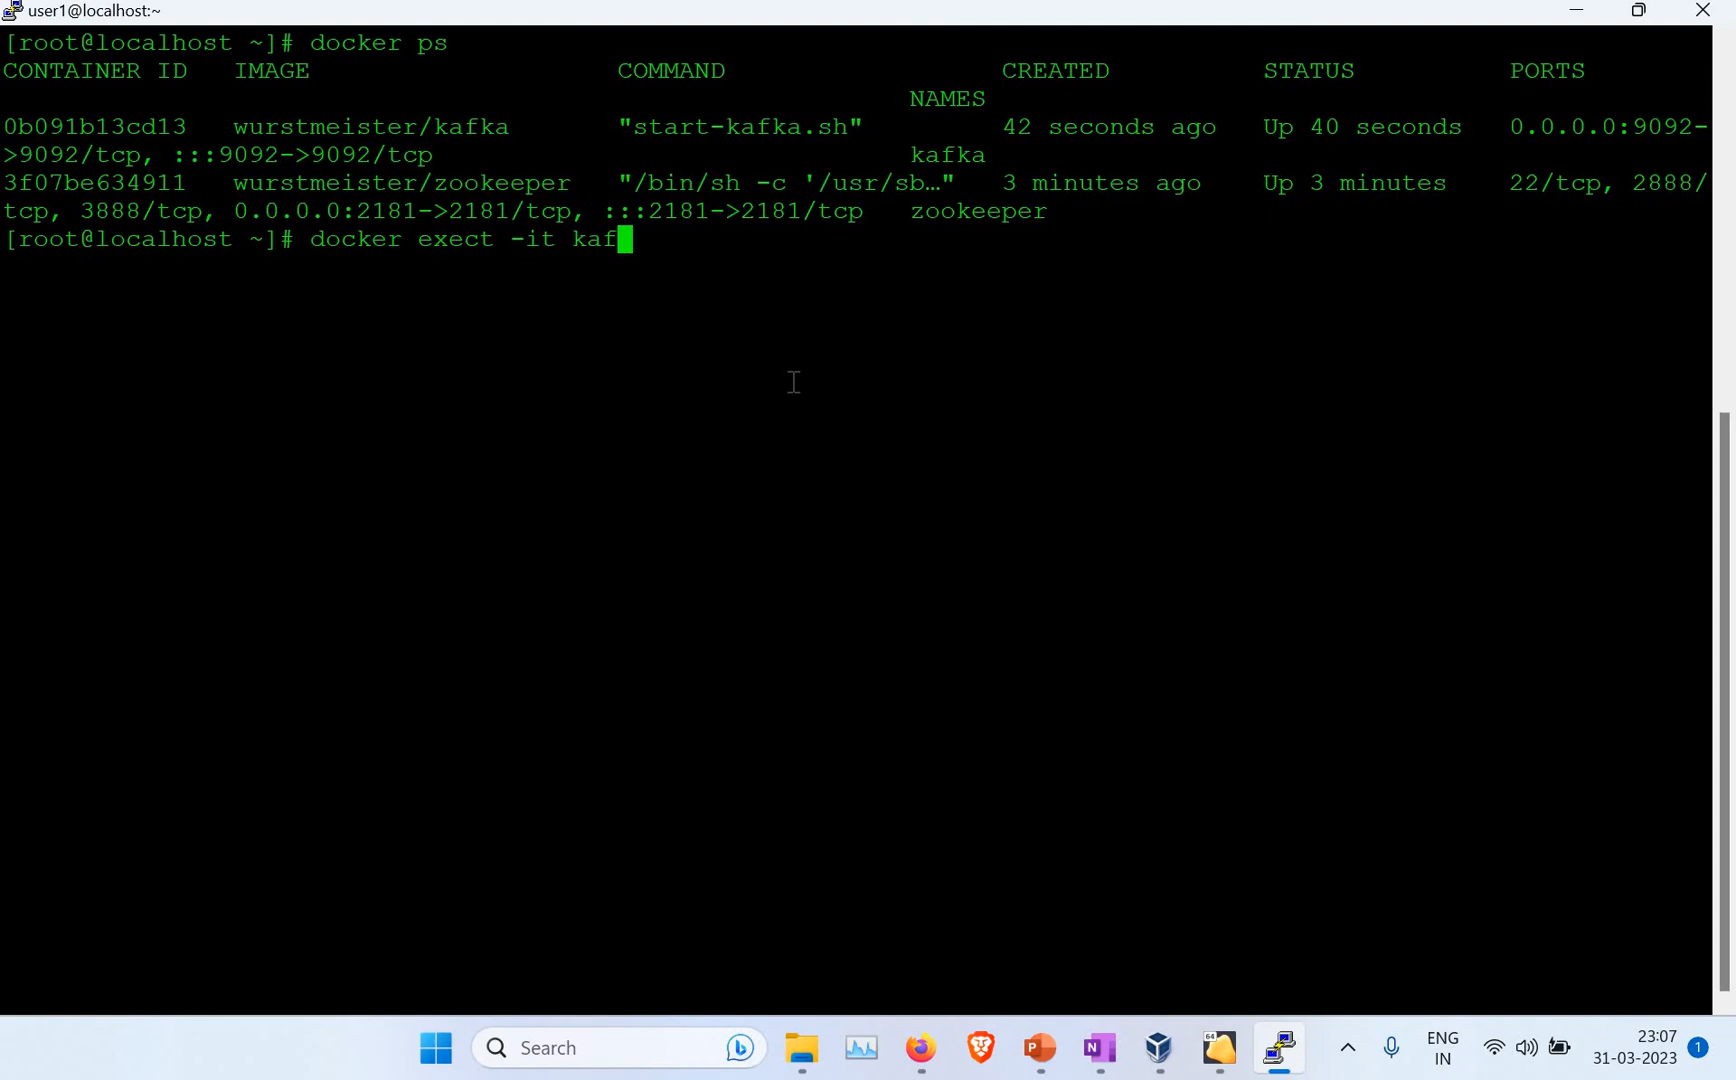 user1@localhost:~
[root@localhost ~]# docker ps
CONTAINER ID IMAGE COMMAND CREATED STATUS PORTS
NAMES
0b091b13cd13 wurstmeister/kafka "start-kafka.sh" 42 seconds ago Up 40 seconds 0.0.0.0:9092-
>9092/tcp, :::9092->9092/tcp kafka
3f07be634911 wurstmeister/zookeeper "/bin/sh -c '/usr/sb…" 3 minutes ago Up 3 minutes 22/tcp, 2888/
tcp, 3888/tcp, 0.0.0.0:2181->2181/tcp, :::2181->2181/tcp zookeeper
[root@localhost ~]# docker exect -it kaf
Search
64
ENG
IN
23:07
31-03-2023
1